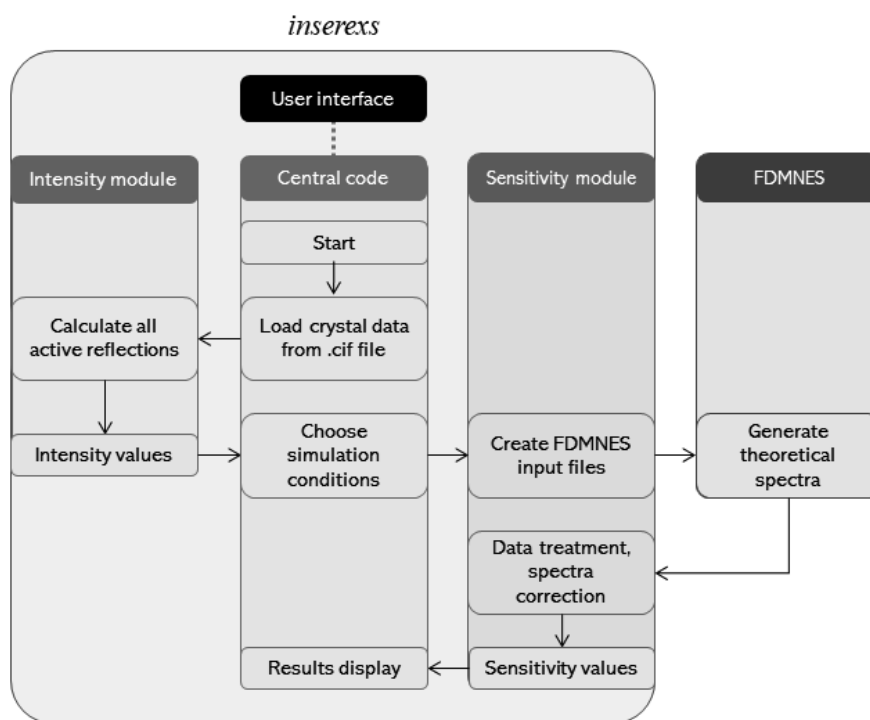 inserexs
User interface
Intensity module
Central code
Sensitivity module
FDMNES
Start
Calculate all
active reflections
Load crystal data
from .cif file
Intensity values
Choose
simulation
conditions
Create FDMNES
input files
Generate
theoretical
spectra
Data treatment,
spectra
correction
Results display
Sensitivity values